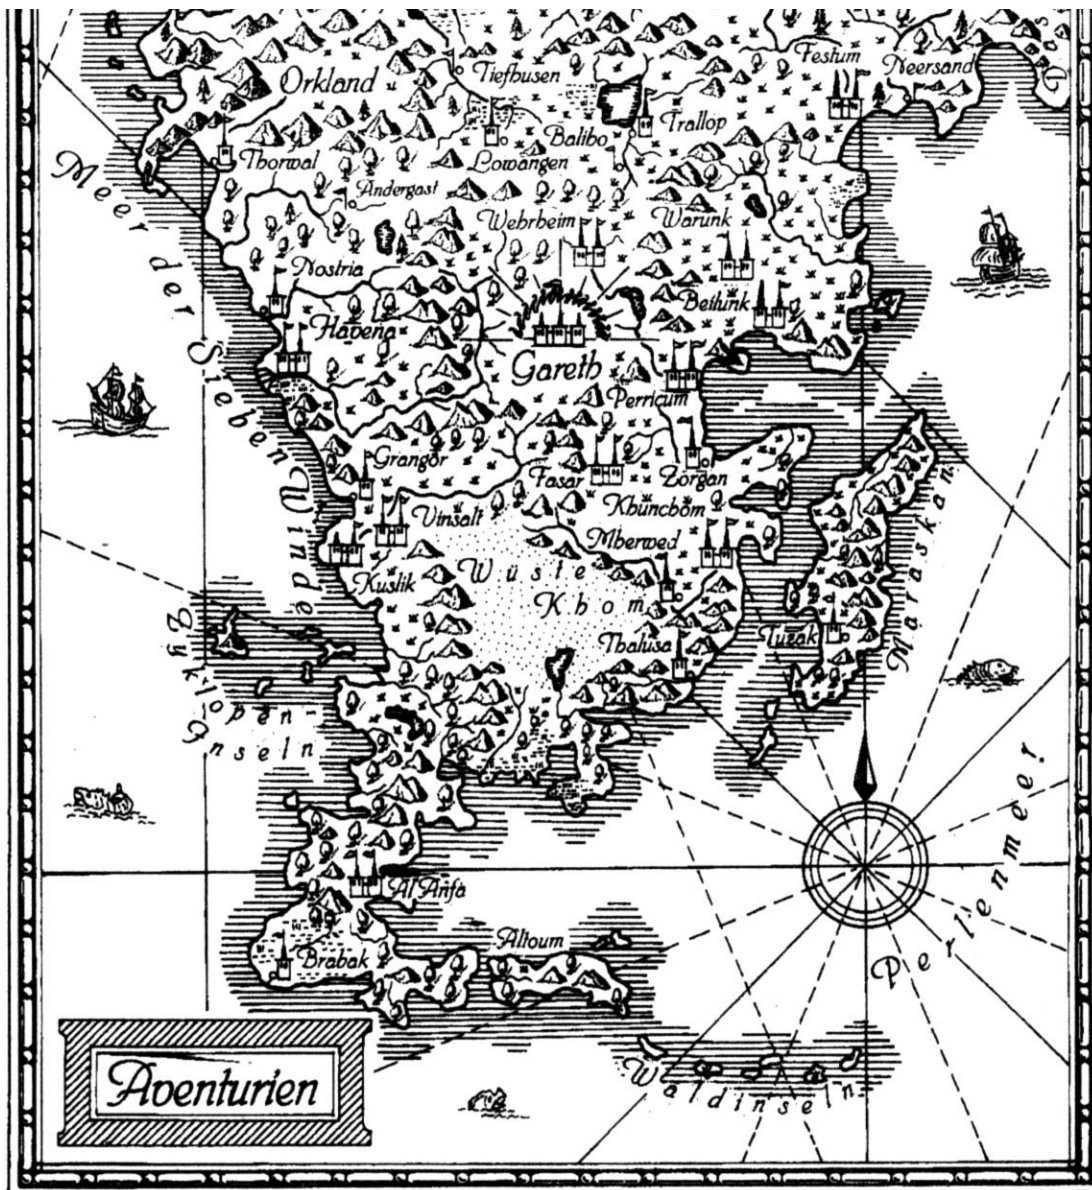 Festum
Neersand
Orkland
Tiefhusen
Balibo
Trallop
Thorwal
Lowangen
Andergast
Wehrheim
Warunk
Meer der Sieben Winde
Nostria
Beilunk
Havena
Gareth
Perricum
Grangor
Fasar
Zorgan
Vinsalt
Khunchom
Mherwed
Kuslik
Wüste
Khom
Maraskan
Thalusa
Tuzak
Zyklopen-
Inseln
Al'Anfa
Perlenmeer
Altoum
Brabak
Waldinseln
Aventurien